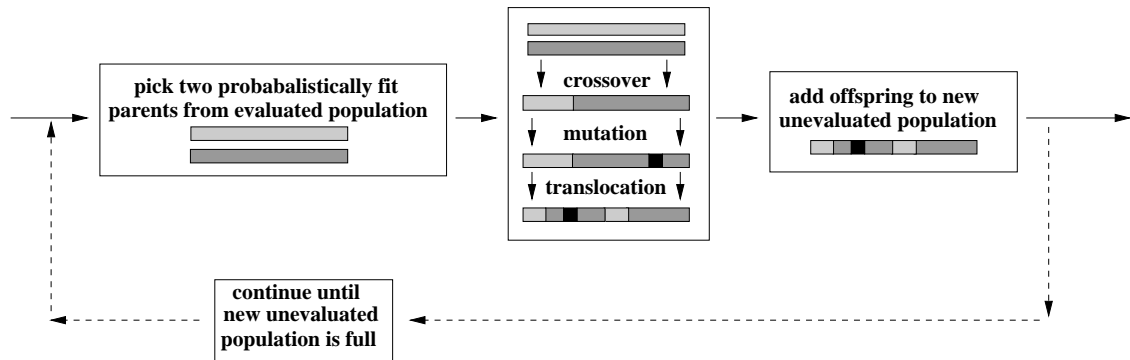 pick two probabalistically fit
parents from evaluated population
crossover
mutation
translocation
add offspring to new
unevaluated population
continue until
new unevaluated
population is full